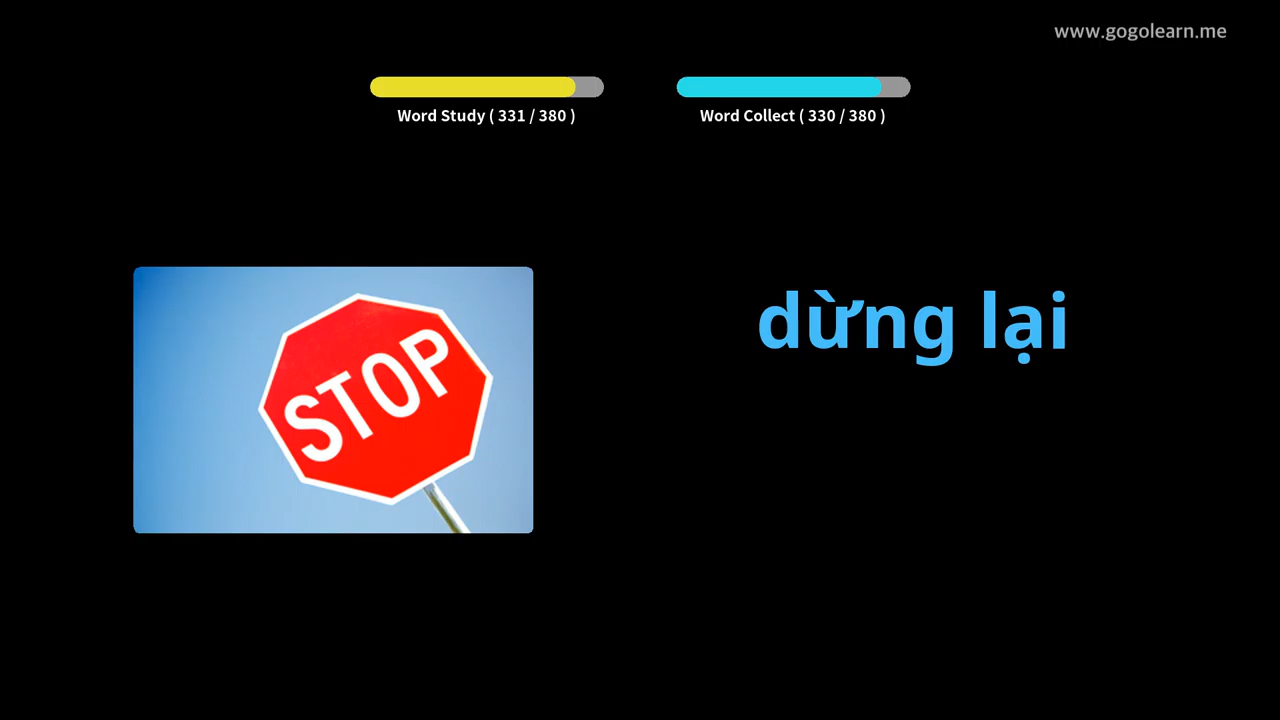 www.gogolearn.me
Word Study ( 331 / 380 )
Word Collect ( 330 / 380 )
STOP
dừng lại